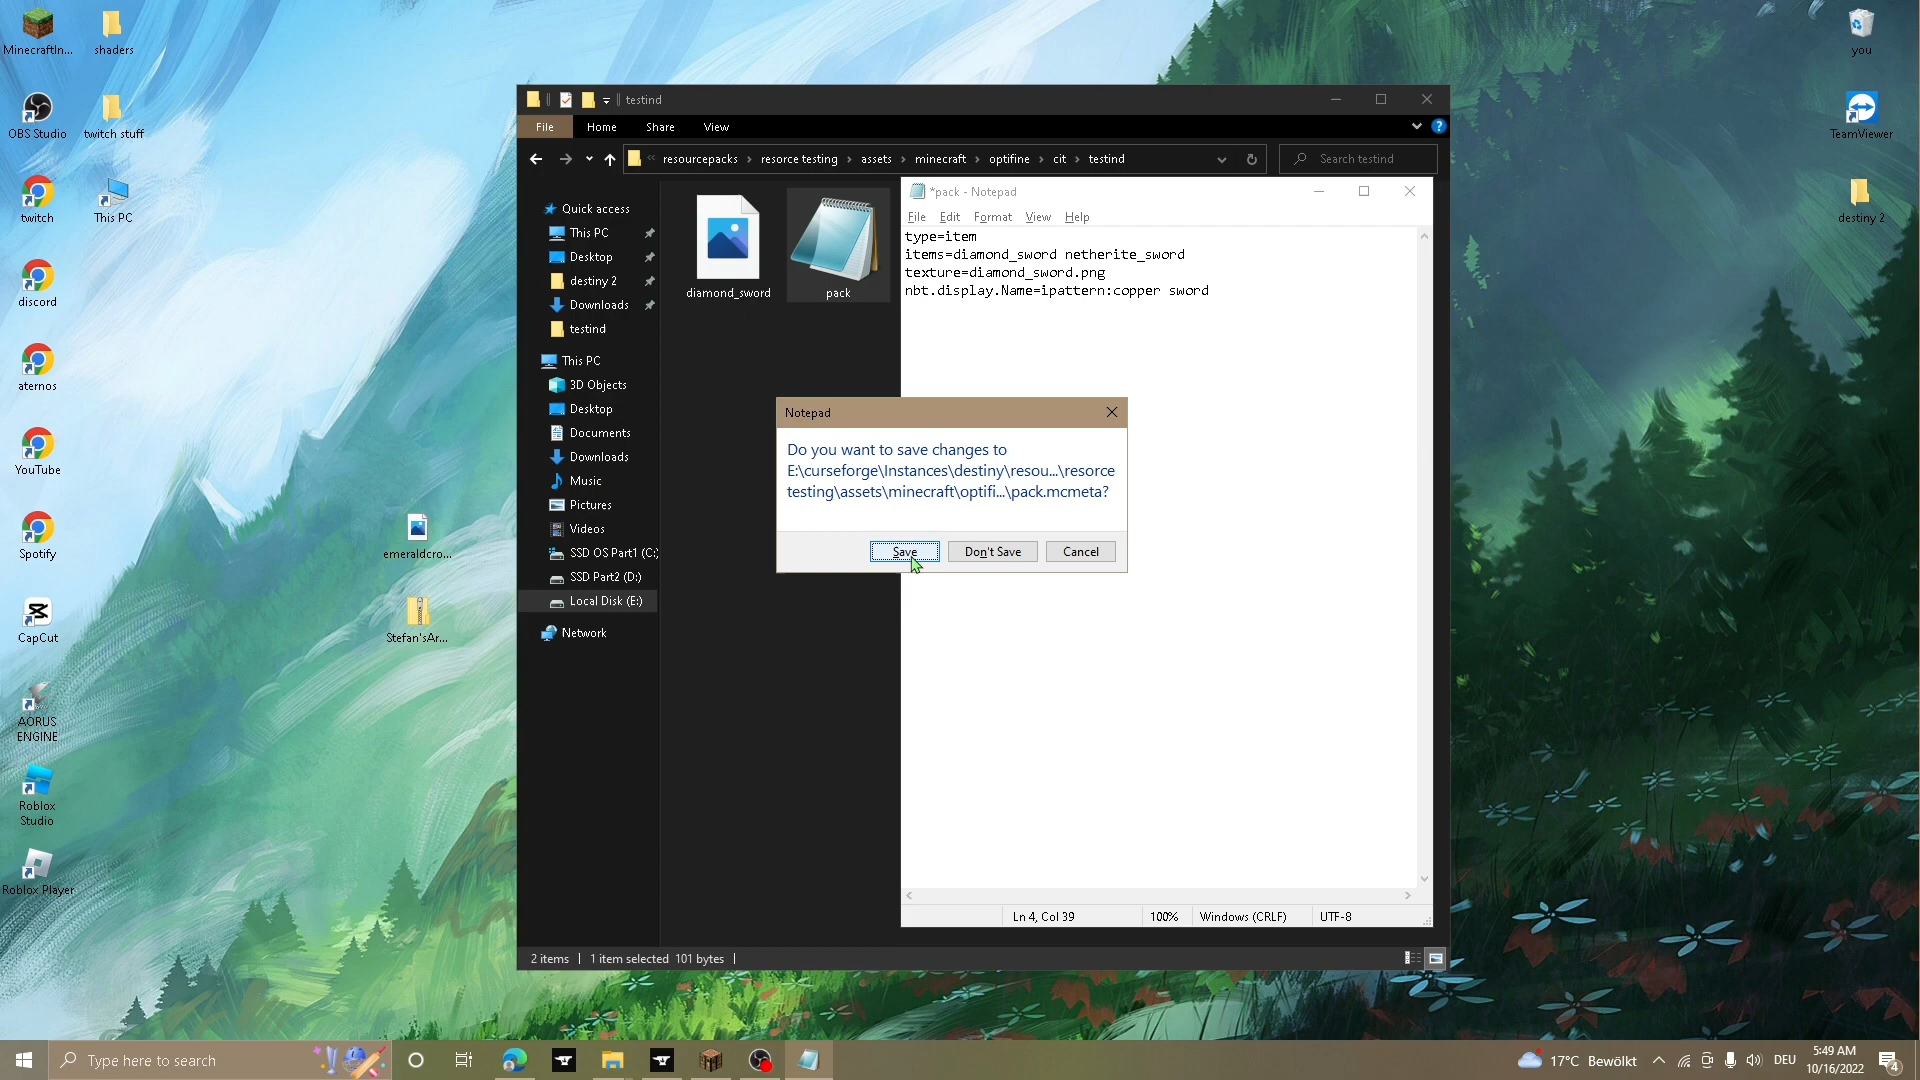 MinecraftIn...
shaders
OBS Studio
twitch stuff
twitch
This PC
discord
aternos
YouTube
Spotify
CapCut
AORUS
ENGINE
Roblox
Studio
Roblox Player
emeraldcro...
Stefan'sAr...
you
TeamViewer
destiny 2
testind
File
Home
Share
View
«
resourcepacks
resorce testing
assets
minecraft
optifine
cit
testind
Search testind
Quick access
This PC
Desktop
destiny 2
Downloads
testind
This PC
3D Objects
Desktop
Documents
Downloads
Music
Pictures
Videos
SSD OS Part1 (C:
SSD Part2 (D:)
Local Disk (E:)
Network
diamond_sword
pack
2 items
1 item selected 101 bytes
*pack - Notepad
File Edit Format View Help
type=item
items=diamond_sword netherite_sword
texture=diamond_sword.png
nbt.display.Name=ipattern:copper sword
Ln 4, Col 39
100%
Windows (CRLF)
UTF-8
Notepad
Do you want to save changes to
E:\curseforge\Instances\destiny\resou...\resorce
testing\assets\minecraft\optifi...\pack.mcmeta?
Save
Don't Save
Cancel
Type here to search
17°C Bewölkt
DEU
5:49 AM
10/16/2022
4